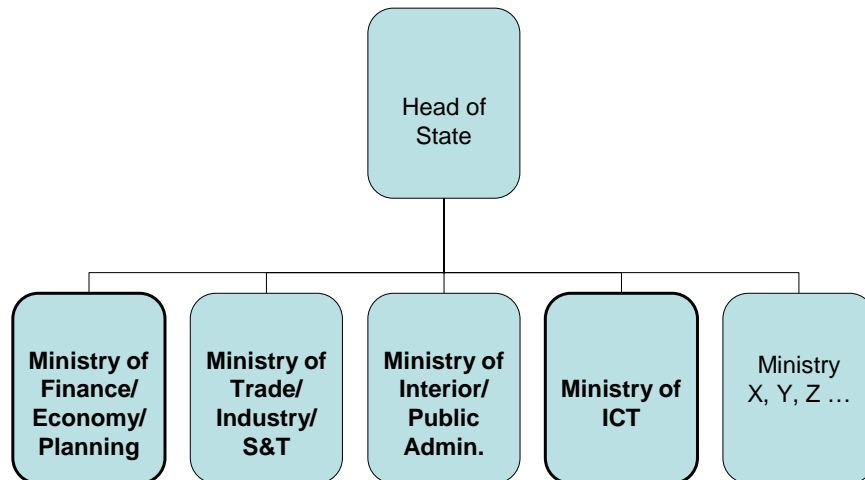 Head of
State
Ministry of
Finance/
Economy/
Planning
Ministry of
Trade/
Industry/
S&T
Ministry of
Interior/
Public
Admin.
Ministry of
ICT
Ministry
X, Y, Z …